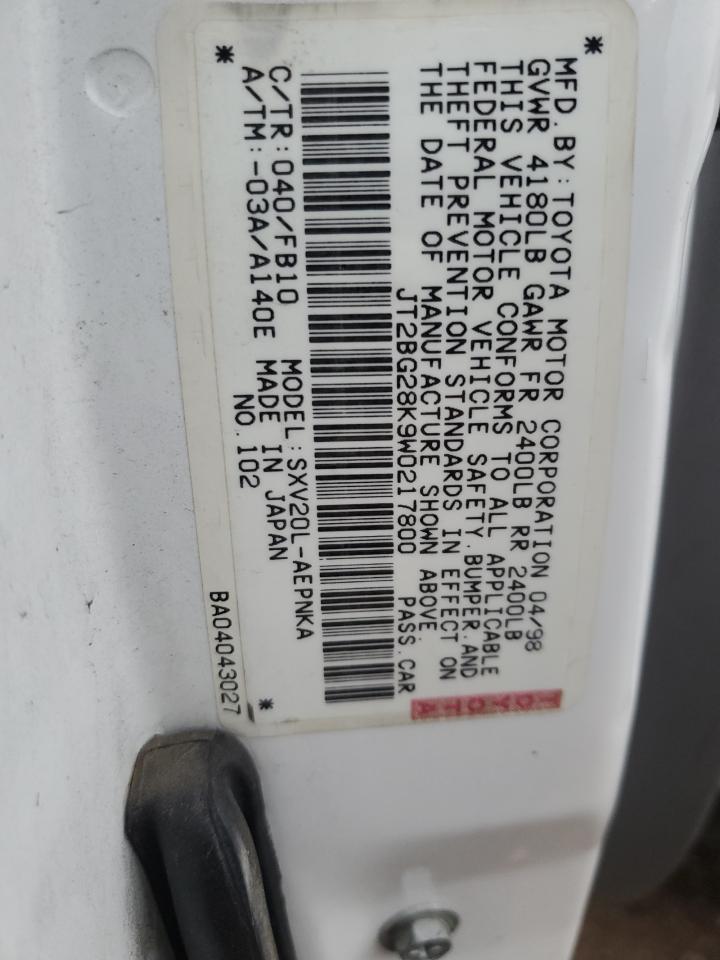 * MFD. BY: TOYOTA MOTOR CORPORATION 04/98
GVWR 4180LB GAWR FR 2400LB RR 2400LB
THIS VEHICLE CONFORMS TO ALL APPLICABLE
FEDERAL MOTOR VEHICLE SAFETY, BUMPER, AND
THEFT PREVENTION STANDARDS IN EFFECT ON
THE DATE OF MANUFACTURE SHOWN ABOVE.
TOYOTA
JT2BG28K9W0217800 PASS. CAR
C/TR: 040/FB10 MODEL: SXV20L-AEPNKA
A/TM: -03A/A140E MADE IN JAPAN
* NO. 102 *
BA04043027